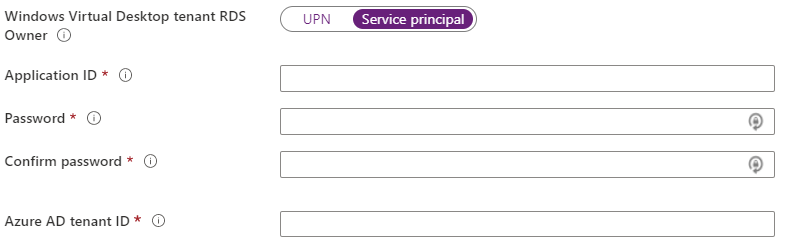 Windows Virtual Desktop tenant RDS
Owner
UPN
Service principal
Application ID *
Password *
Confirm password *
Azure AD tenant ID *